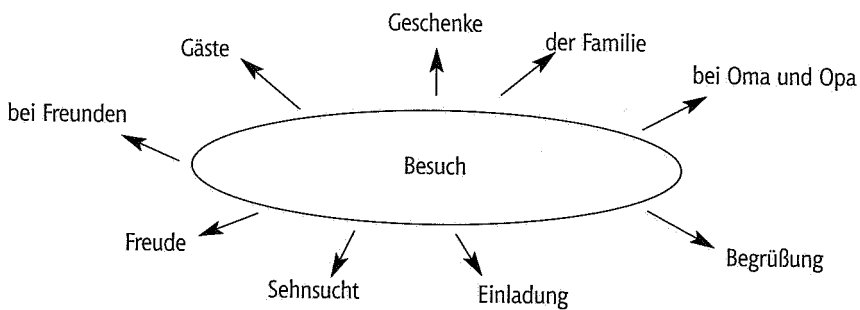 Geschenke
der Familie
Gäste
bei Oma und Opa
bei Freunden
Besuch
Freude
Begrüßung
Sehnsucht
Einladung